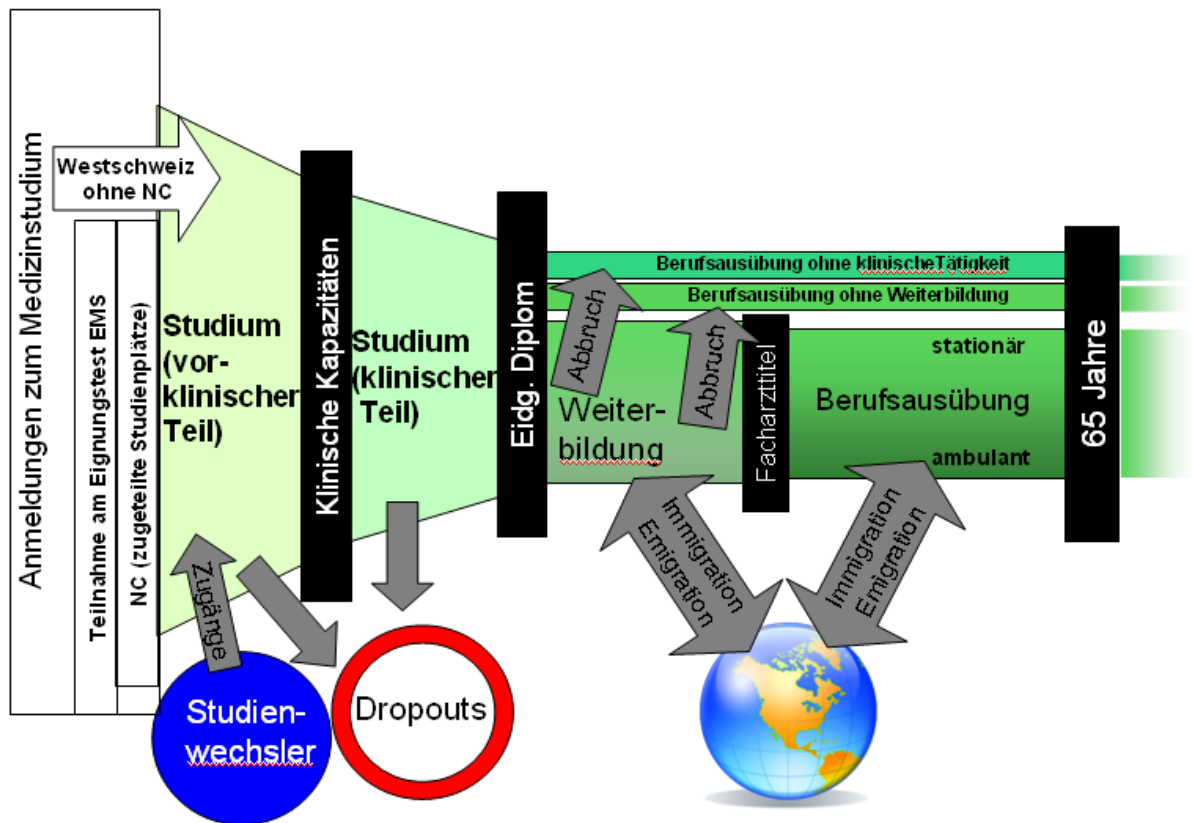 Anmeldungen zum Medizinstudium
Teilnahme am Eignungstest EMS
NC (zugeteilte Studienplätze)
Westschweiz
ohne NC
Studium
(vor-
klinischer
Teil)
Klinische Kapazitäten
Studium
(klinischer
Teil)
Eidg. Diplom
Berufsausübung ohne klinischeTätigkeit
Berufsausübung ohne Weiterbildung
Abbruch
Abbruch
Weiter-
bildung
Facharzttitel
stationär
Berufsausübung
ambulant
65 Jahre
Zugänge
Studien-
wechsler
Dropouts
Immigration
Emigration
Immigration
Emigration